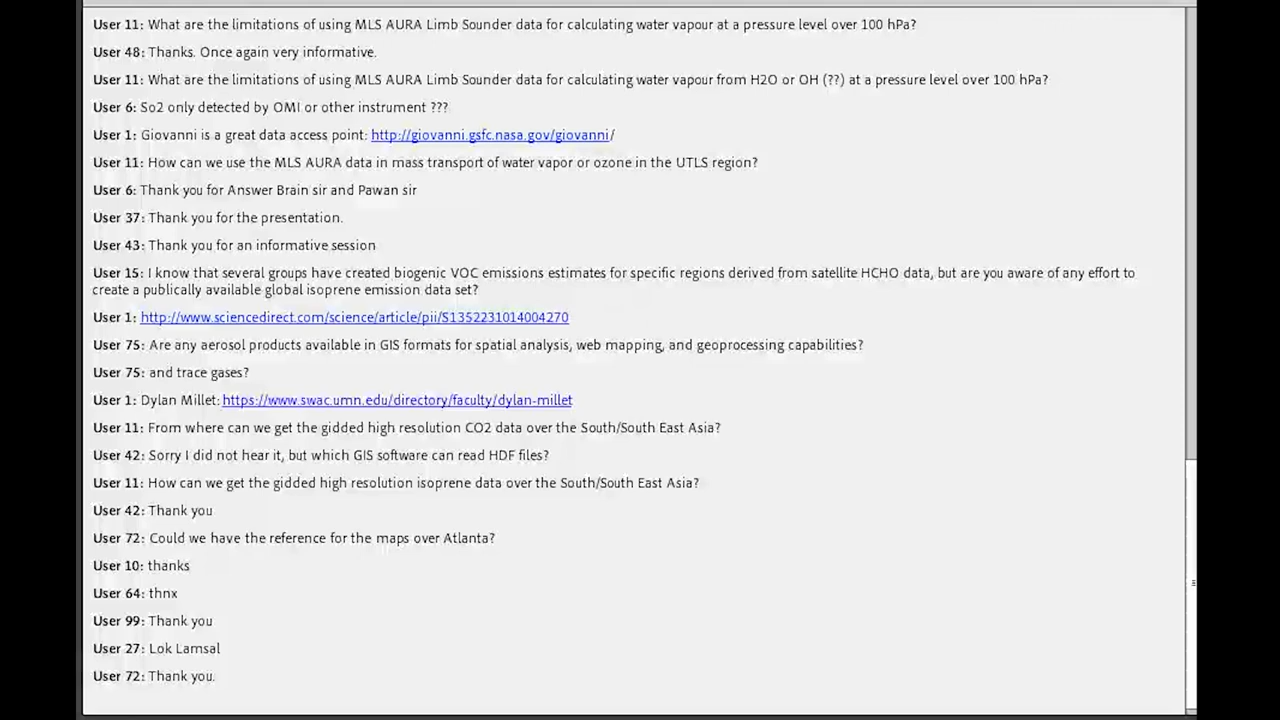 User 11: What are the limitations of using MLS AURA Limb Sounder data for calculating water vapour at a pressure level over 100 hPa?
User 48: Thanks. Once again very informative.
User 11: What are the limitations of using MLS AURA Limb Sounder data for calculating water vapour from H2O or OH (??) at a pressure level over 100 hPa?
User 6: So2 only detected by OMI or other instrument ???
User 1: Giovanni is a great data access point: http://giovanni.gsfc.nasa.gov/giovanni/
User 11: How can we use the MLS AURA data in mass transport of water vapor or ozone in the UTLS region?
User 6: Thank you for Answer Brain sir and Pawan sir
User 37: Thank you for the presentation.
User 43: Thank you for an informative session
User 15: I know that several groups have created biogenic VOC emissions estimates for specific regions derived from satellite HCHO data, but are you aware of any effort to
create a publically available global isoprene emission data set?
User 1: http://www.sciencedirect.com/science/article/pii/S1352231014004270
User 75: Are any aerosol products available in GIS formats for spatial analysis, web mapping, and geoprocessing capabilities?
User 75: and trace gases?
User 1: Dylan Millet: https://www.swac.umn.edu/directory/faculty/dylan-millet
User 11: From where can we get the gidded high resolution CO2 data over the South/South East Asia?
User 42: Sorry I did not hear it, but which GIS software can read HDF files?
User 11: How can we get the gidded high resolution isoprene data over the South/South East Asia?
User 42: Thank you
User 72: Could we have the reference for the maps over Atlanta?
User 10: thanks
User 64: thnx
User 99: Thank you
User 27: Lok Lamsal
User 72: Thank you.